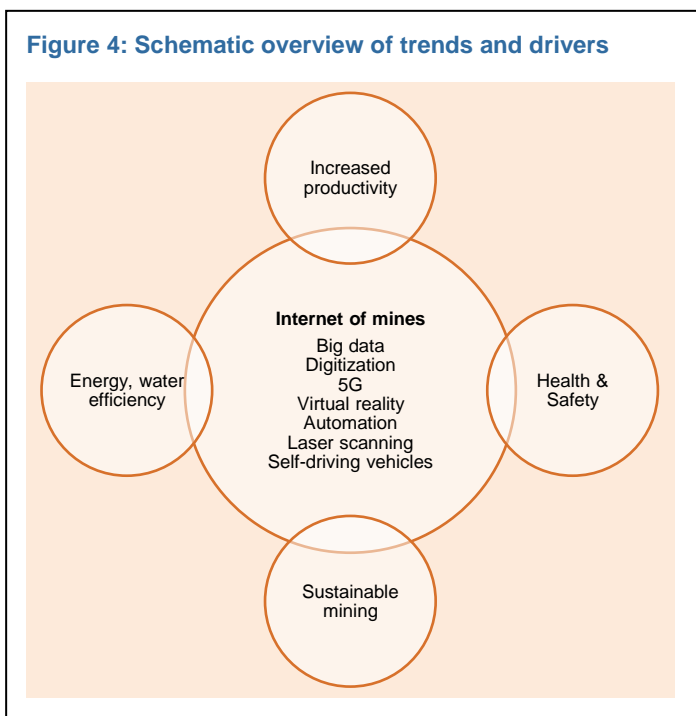 Figure 4: Schematic overview of trends and drivers
Increased
productivity
Internet of mines
Big data
Digitization
5G
Virtual reality
Automation
Laser scanning
Self-driving vehicles
Energy, water
efficiency
Health &
Safety
Sustainable
mining